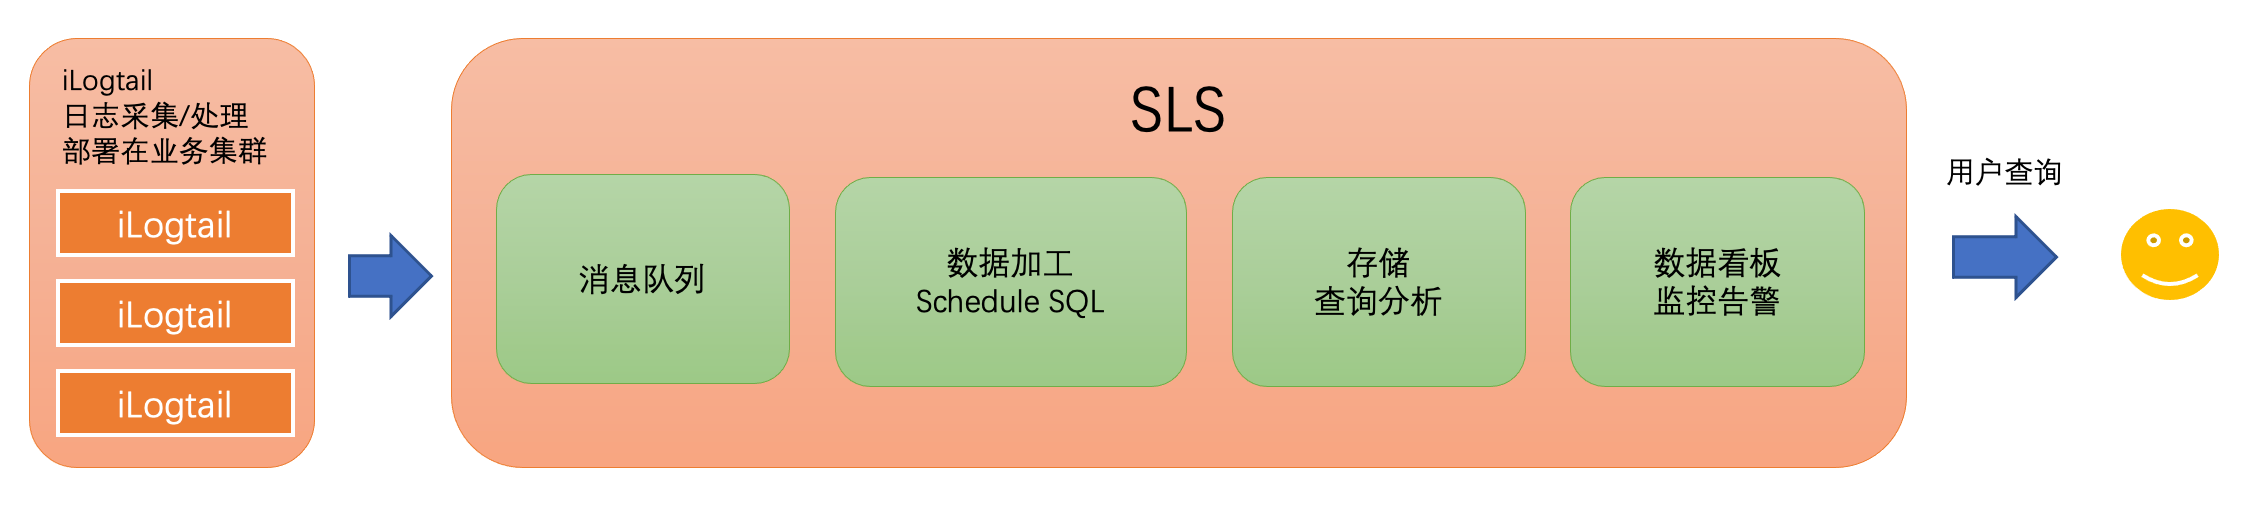 iLogtail
日志采集/处理
部署在业务集群
iLogtail
iLogtail
iLogtail
SLS
消息队列
数据加工
Schedule SQL
存储
查询分析
数据看板
监控告警
用户查询